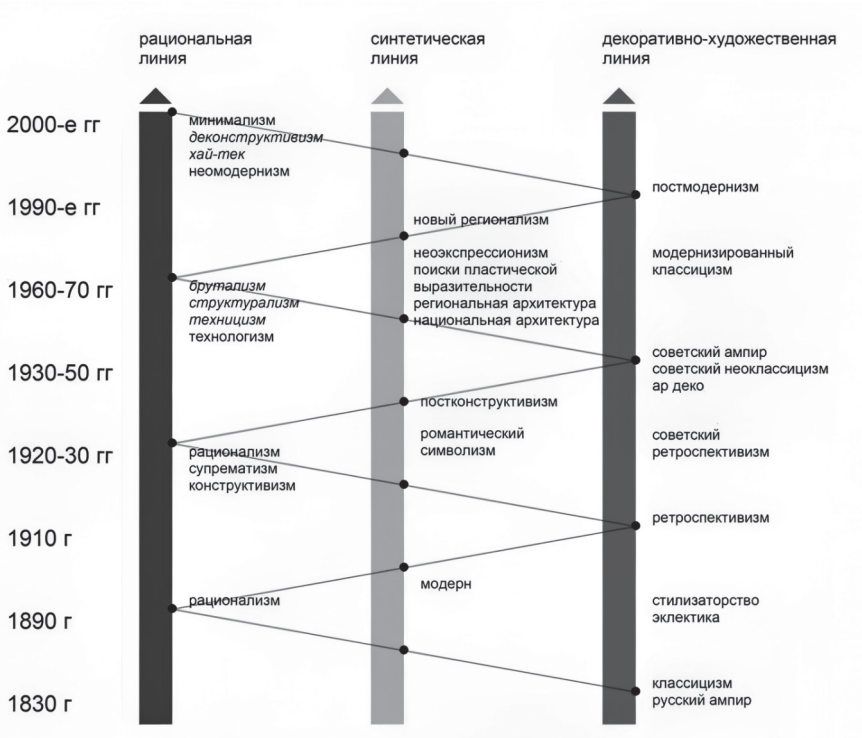 рациональная
линия
синтетическая
линия
декоративно-художественная
линия
2000-е гг
минимализм
деконструктивизм
хай-тек
неомодернизм
постмодернизм
1990-е гг
новый регионализм
неоэкспрессионизм
поиски пластической
выразительности
региональная архитектура
национальная архитектура
модернизированный
классицизм
1960-70 гг
брутализм
структурализм
техницизм
технологизм
советский ампир
советский неоклассицизм
ар деко
1930-50 гг
постконструктивизм
романтический
символизм
советский
ретроспективизм
1920-30 гг
рационализм
супрематизм
конструктивизм
ретроспективизм
1910 г
модерн
рационализм
стилизаторство
эклектика
1890 г
классицизм
русский ампир
1830 г